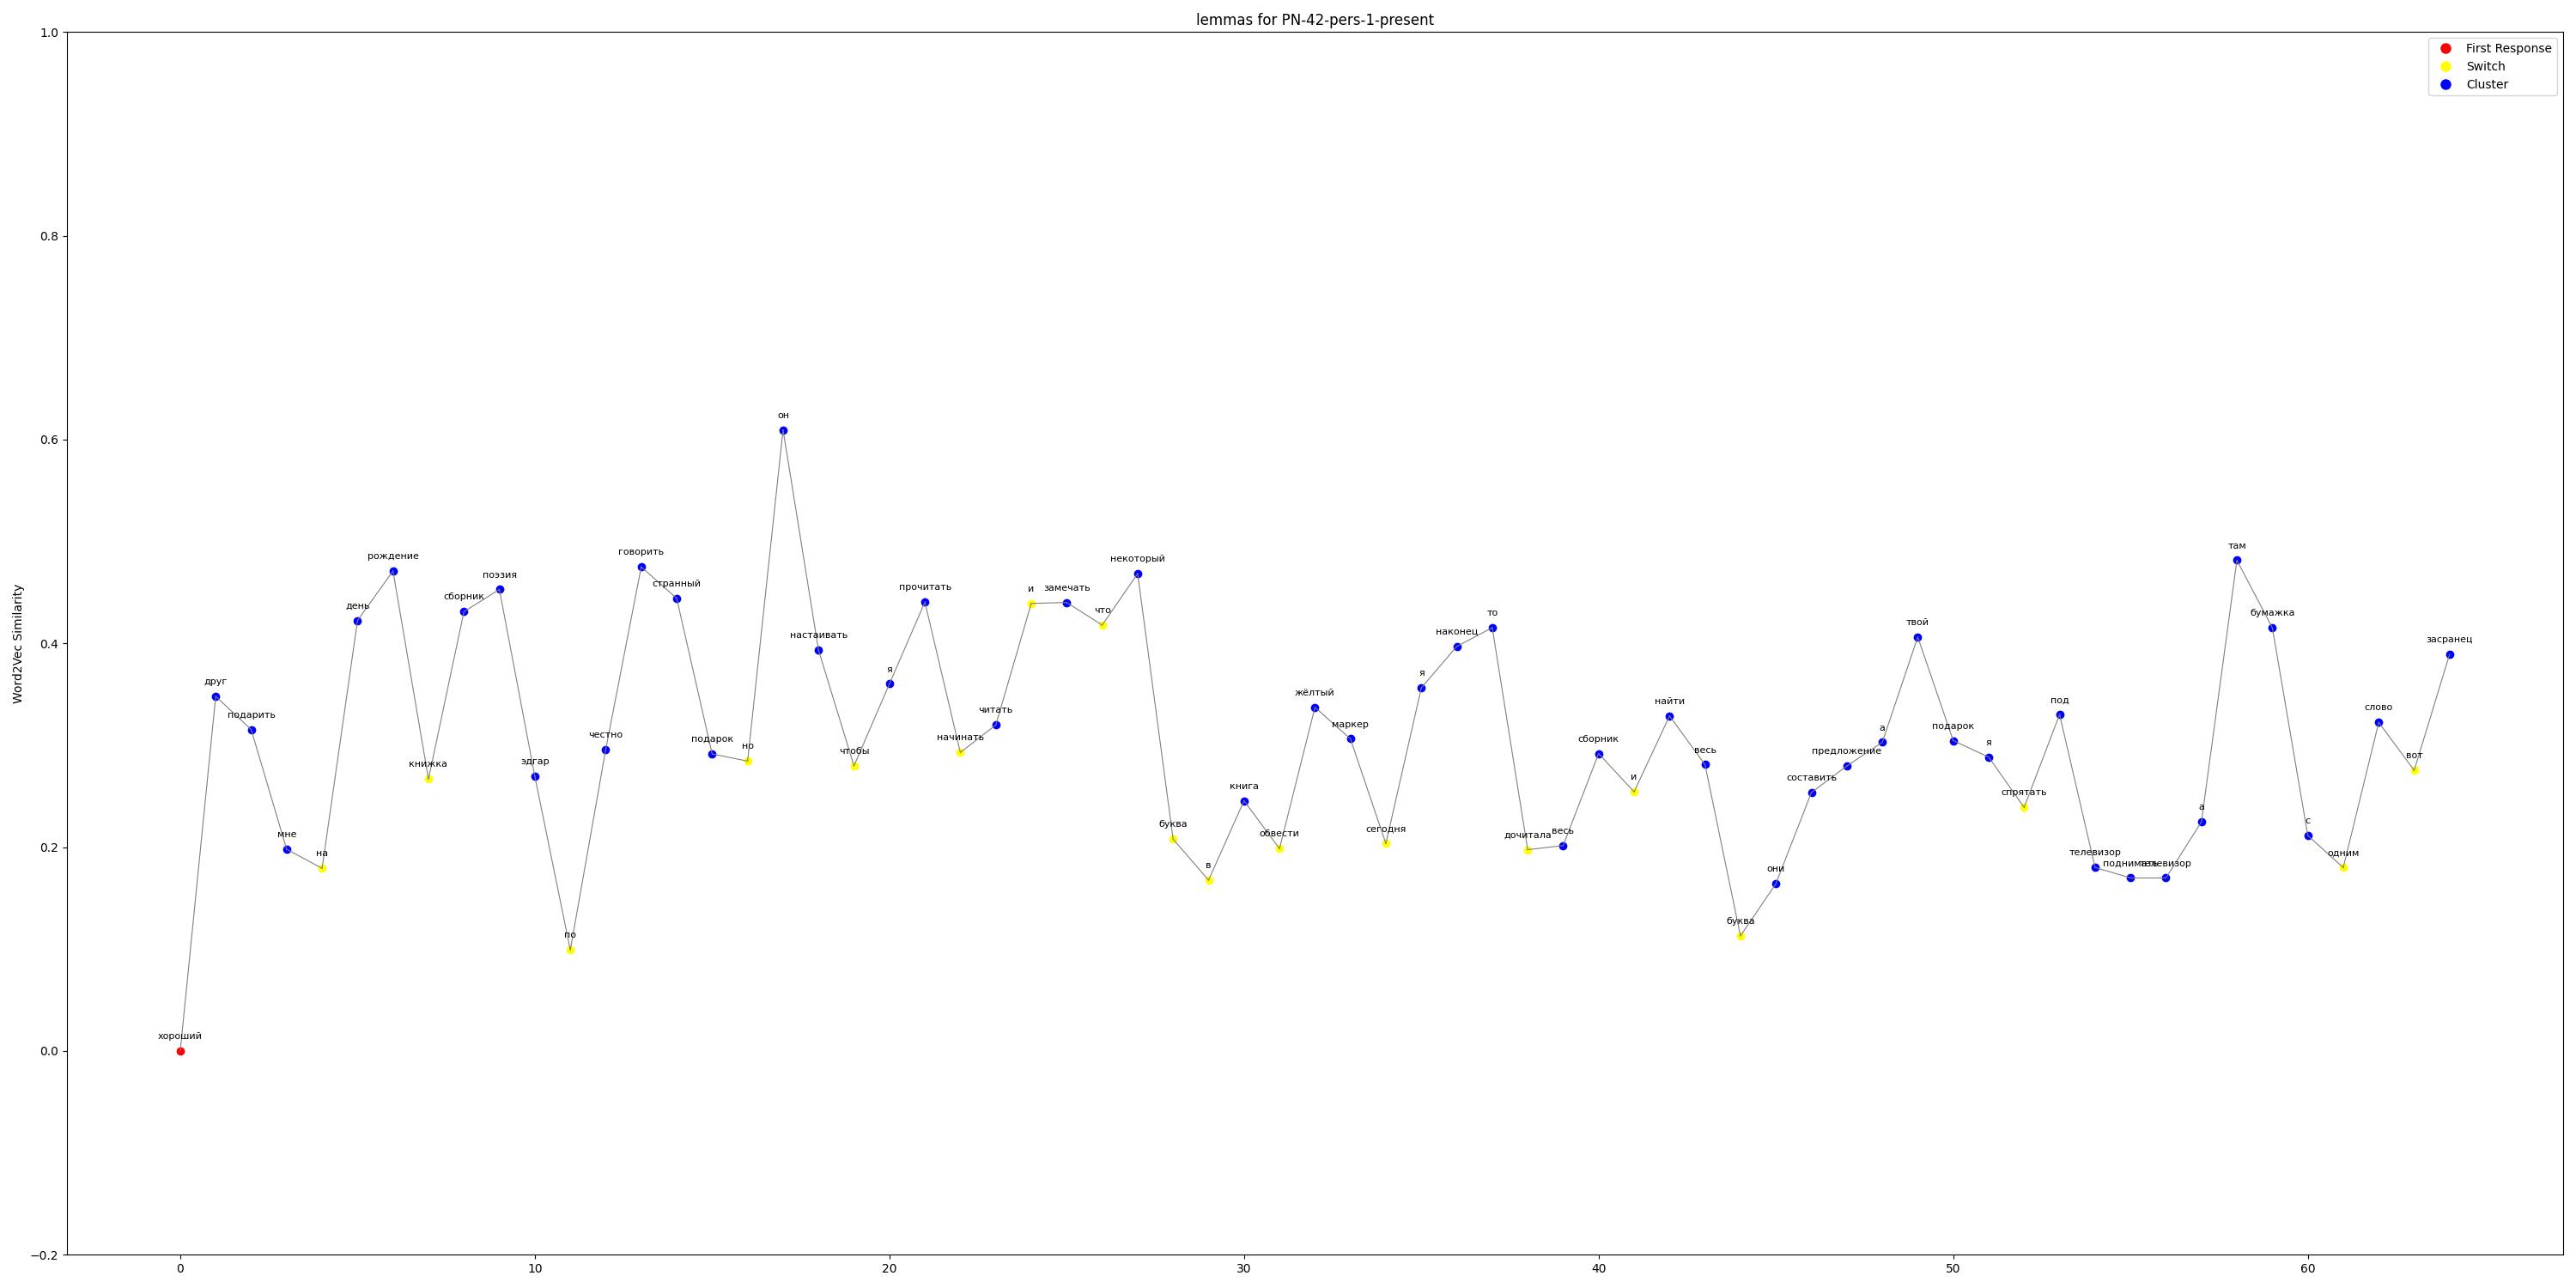 lemmas for PN-42-pers-1-present
1.0
0.8
0.6
0.4
0.2
0.0
−0.2
Word2Vec Similarity
First Response
Switch
Cluster
хороший
друг
подарить
мне
на
день
рождение
книжка
сборник
поэзия
эдгар
по
честно
говорить
странный
подарок
но
он
настаивать
чтобы
я
прочитать
начинать
читать
и
замечать
что
некоторый
буква
в
книга
обвести
жёлтый
маркер
сегодня
я
наконец
то
дочитала
весь
сборник
и
найти
весь
буква
они
составить
предложение
а
твой
подарок
я
спрятать
под
телевизор
поднимать
телевизор
а
там
бумажка
с
одним
слово
вот
засранец
0
10
20
30
40
50
60